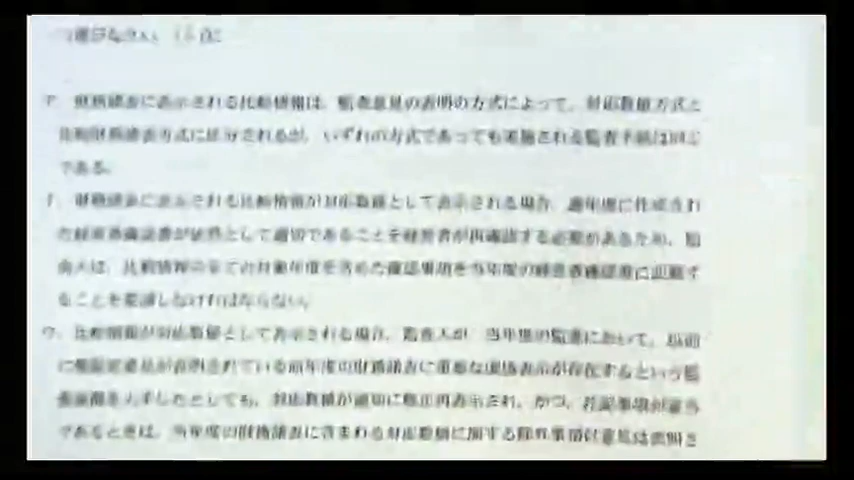 ア．財務諸表に表示される比較情報は、監査意見の表明の方式によって、対応数値方式と
比較財務諸表方式に区分されるが、いずれの方式であっても実施される監査手続は同じ
である。
イ．財務諸表に表示される比較情報が対応数値として表示される場合、過年度に作成され
た経営者確認書が依然として適切であることを経営者が再確認する必要があるため、監
査人は、比較情報の全ての対象年度を含めた確認事項を当年度の経営者確認書に記載す
ることを要請しなければならない。
ウ．比較情報が対応数値として表示される場合、監査人が、当年度の監査において、以前
に無限定意見が表明されている前年度の財務諸表に重要な虚偽表示が存在するという監
査証拠を入手したとしても、対応数値が適切に修正再表示され、かつ、注記事項が適当
であるときは、当年度の財務諸表に含まれる対応数値に関する除外事項付意見は表明さ